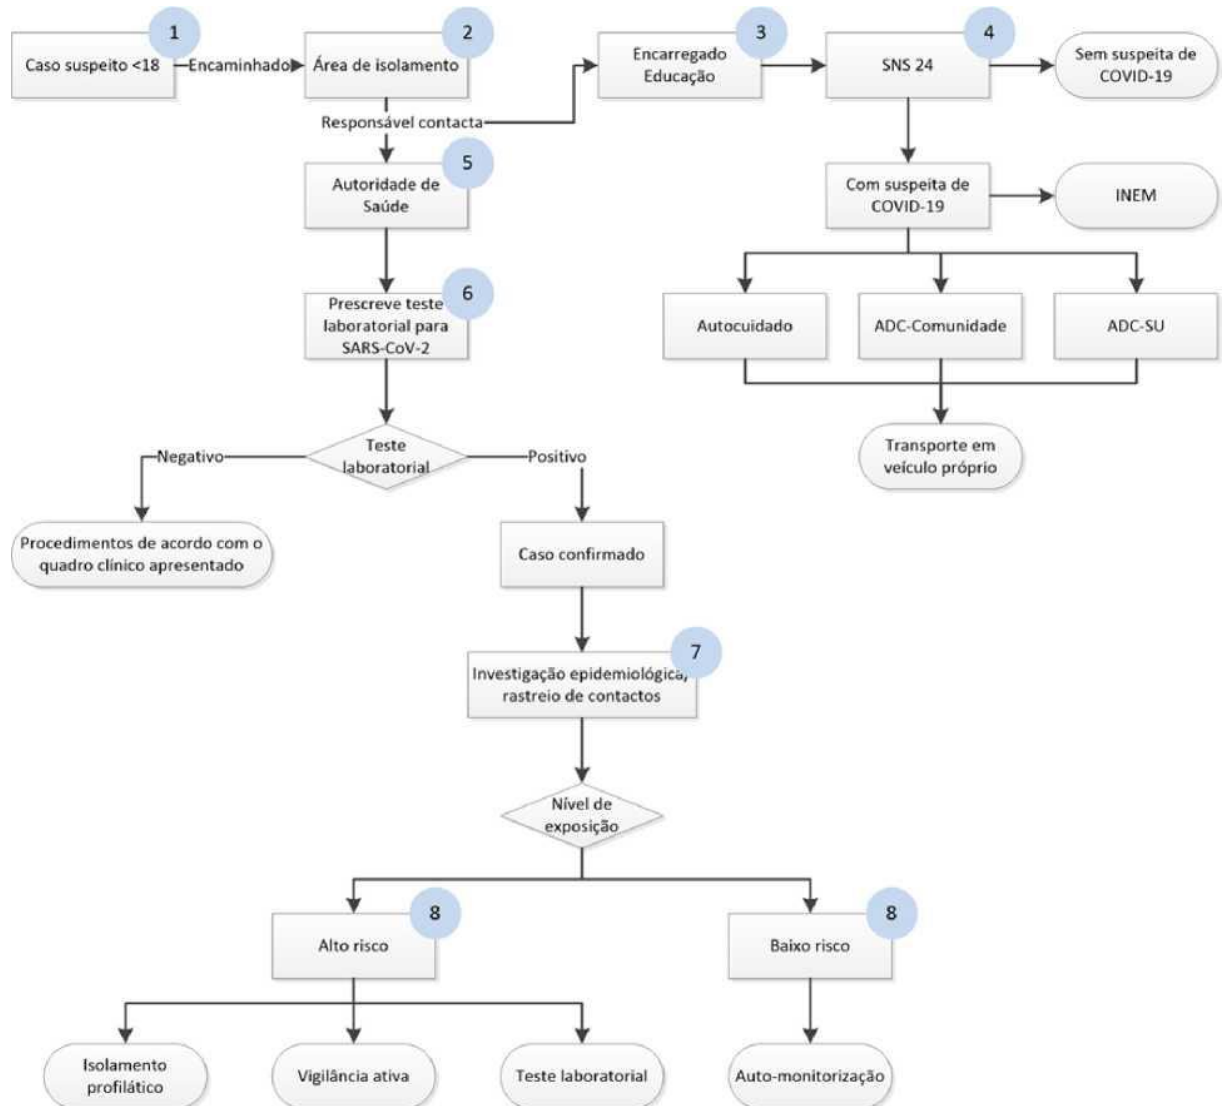 1
Caso suspeito <18
Encaminhado
2
Área de isolamento
3
Encarregado
Educação
4
SNS 24
Sem suspeita de
COVID-19
Responsável contacta
5
Autoridade de
Saúde
Com suspeita de
COVID-19
INEM
6
Prescreve teste
laboratorial para
SARS-CoV-2
Autocuidado
ADC-Comunidade
ADC-SU
Transporte em
veículo próprio
Negativo
Teste
laboratorial
Positivo
Procedimentos de acordo com o
quadro clínico apresentado
Caso confirmado
7
Investigação epidemiológica/
rastreio de contactos
Nível de
exposição
8
Alto risco
8
Baixo risco
Isolamento
profilático
Vigilância ativa
Teste laboratorial
Auto-monitorização